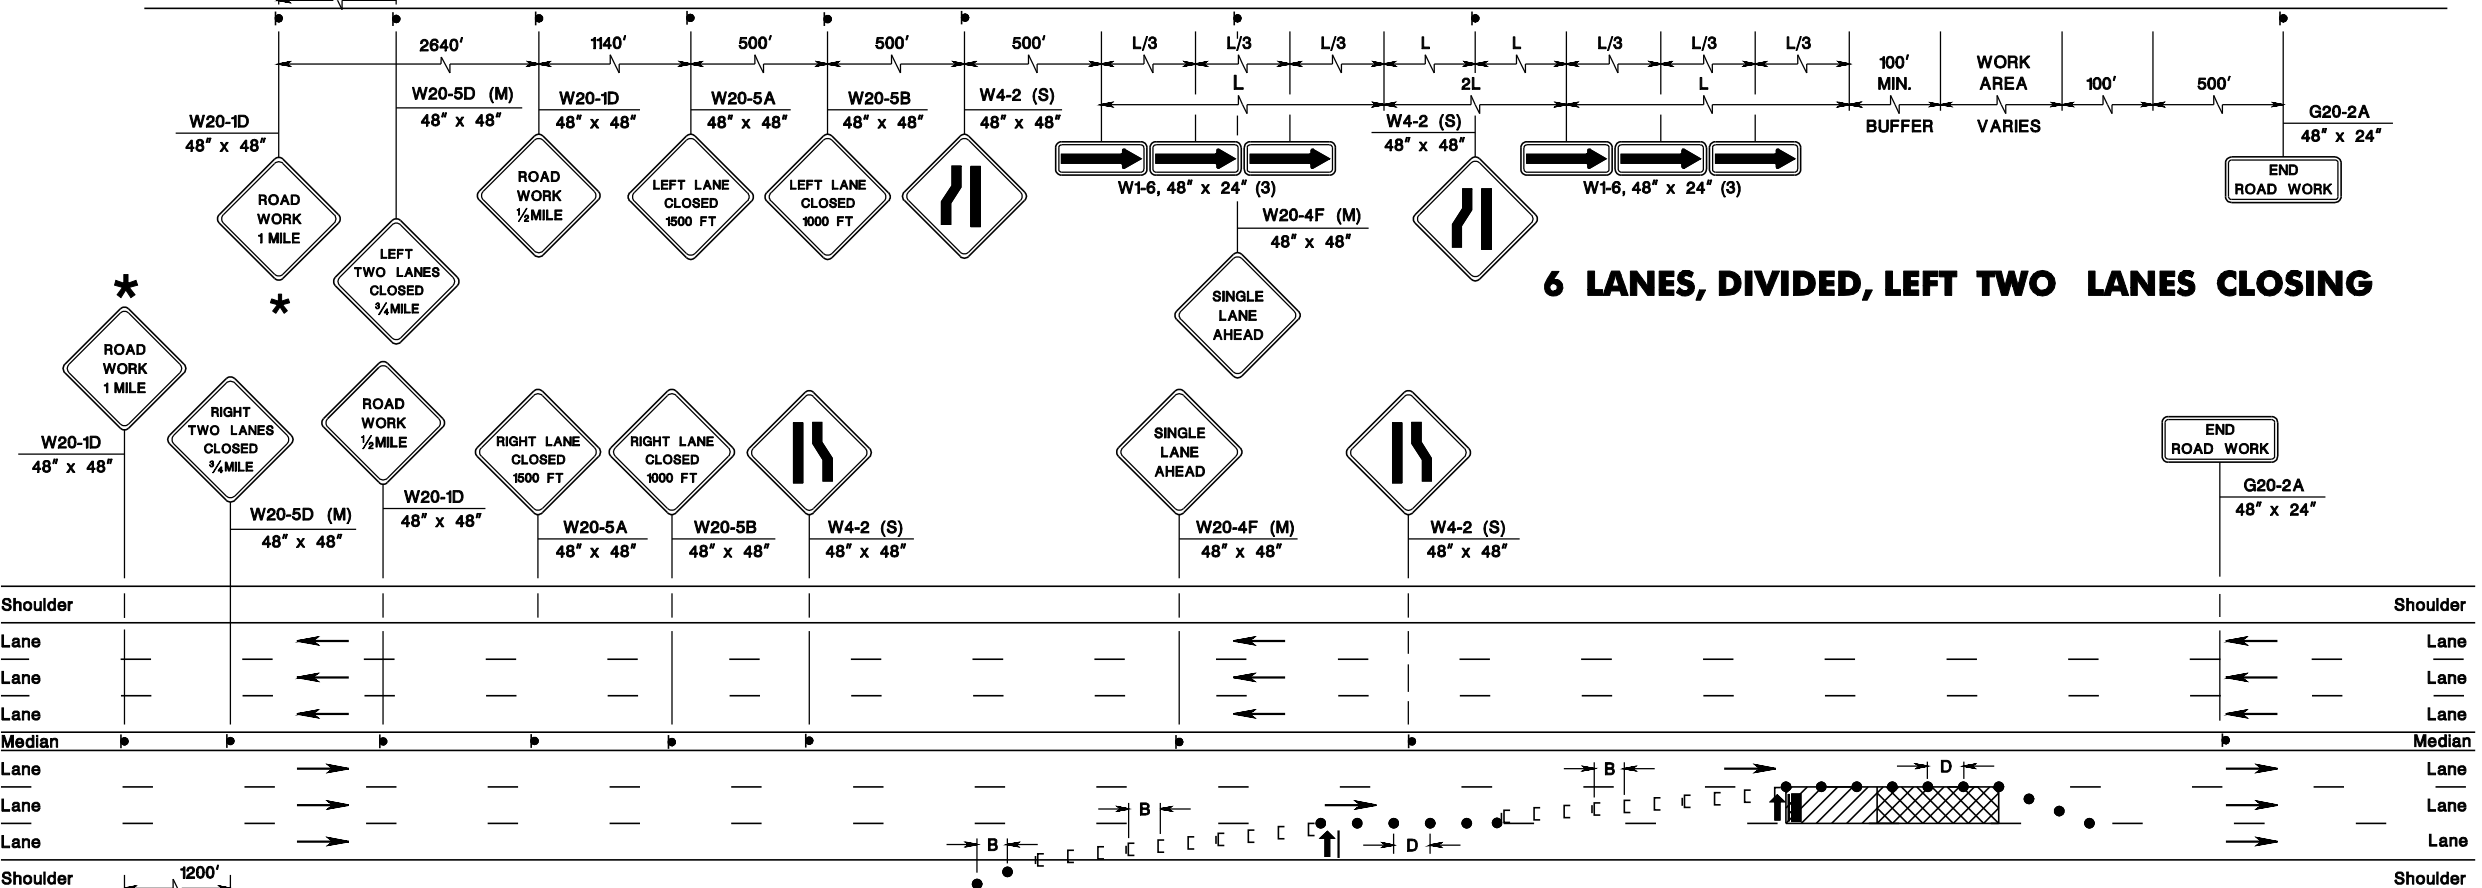 2640' 1140' 500' 500' 500' L/3 L/3 L/3 L L L/3 L/3 L/3
L 2L L
100'
MIN.
BUFFER
WORK
AREA
VARIES
100' 500'
W20-1D
48" x 48"
W20-5D (M)
48" x 48"
W20-1D
48" x 48"
W20-5A
48" x 48"
W20-5B
48" x 48"
W4-2 (S)
48" x 48"
W4-2 (S)
48" x 48"
G20-2A
48" x 24"
ROAD
WORK
1 MILE
*
LEFT
TWO LANES
CLOSED
3/4 MILE
ROAD
WORK
1/2 MILE
LEFT LANE
CLOSED
1500 FT
LEFT LANE
CLOSED
1000 FT
W1-6, 48" x 24" (3)
W1-6, 48" x 24" (3)
END
ROAD WORK
W20-4F (M)
48" x 48"
SINGLE
LANE
AHEAD
6 LANES, DIVIDED, LEFT TWO LANES CLOSING
*
ROAD
WORK
1 MILE
W20-1D
48" x 48"
RIGHT
TWO LANES
CLOSED
3/4 MILE
W20-5D (M)
48" x 48"
ROAD
WORK
1/2 MILE
W20-1D
48" x 48"
RIGHT LANE
CLOSED
1500 FT
W20-5A
48" x 48"
RIGHT LANE
CLOSED
1000 FT
W20-5B
48" x 48"
W4-2 (S)
48" x 48"
SINGLE
LANE
AHEAD
W20-4F (M)
48" x 48"
W4-2 (S)
48" x 48"
END
ROAD WORK
G20-2A
48" x 24"
Shoulder Shoulder
Lane Lane
Lane Lane
Lane Lane
Median Median
Lane B D Lane
Lane B Lane
Lane B D Lane
Shoulder 1200' Shoulder